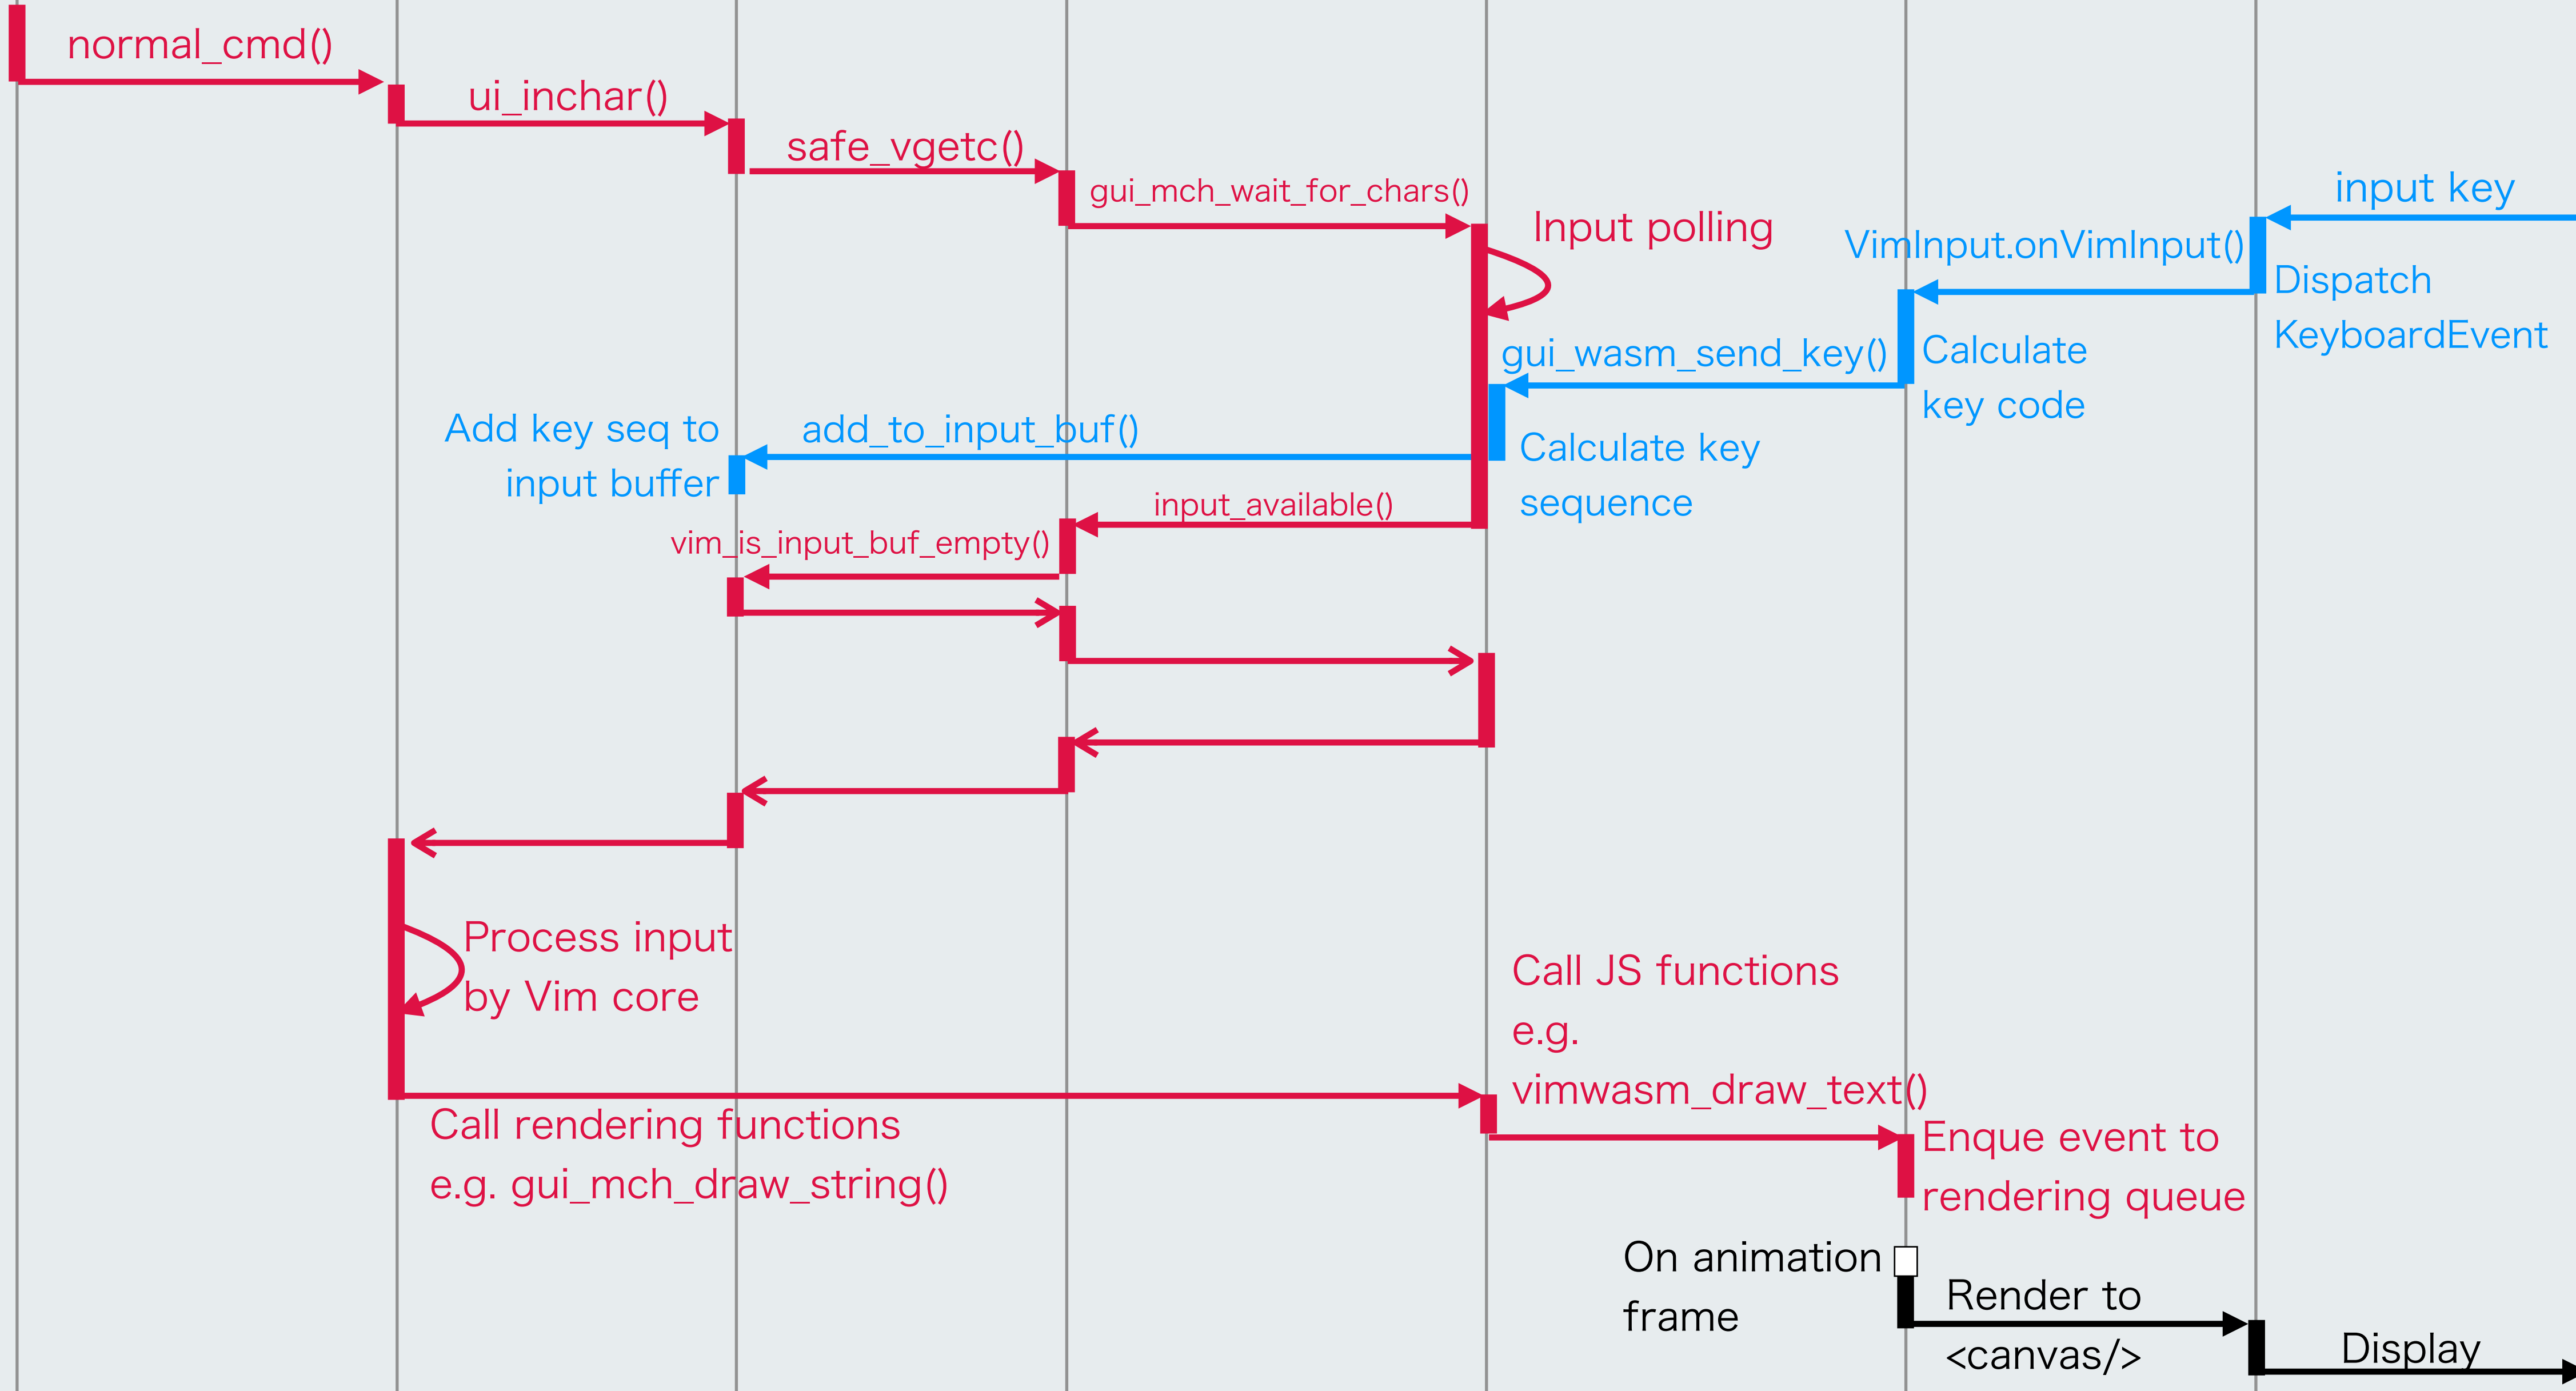 normal_cmd()
ui_inchar()
safe_vgetc()
gui_mch_wait_for_chars()
Input polling
input key
VimInput.onVimInput()
Dispatch
KeyboardEvent
gui_wasm_send_key()
Calculate
key code
Add key seq to
input buffer
add_to_input_buf()
Calculate key
sequence
input_available()
vim_is_input_buf_empty()
Process input
by Vim core
Call JS functions
e.g.
vimwasm_draw_text()
Call rendering functions
e.g. gui_mch_draw_string()
Enque event to
rendering queue
On animation
frame
Render to
<canvas/>
Display